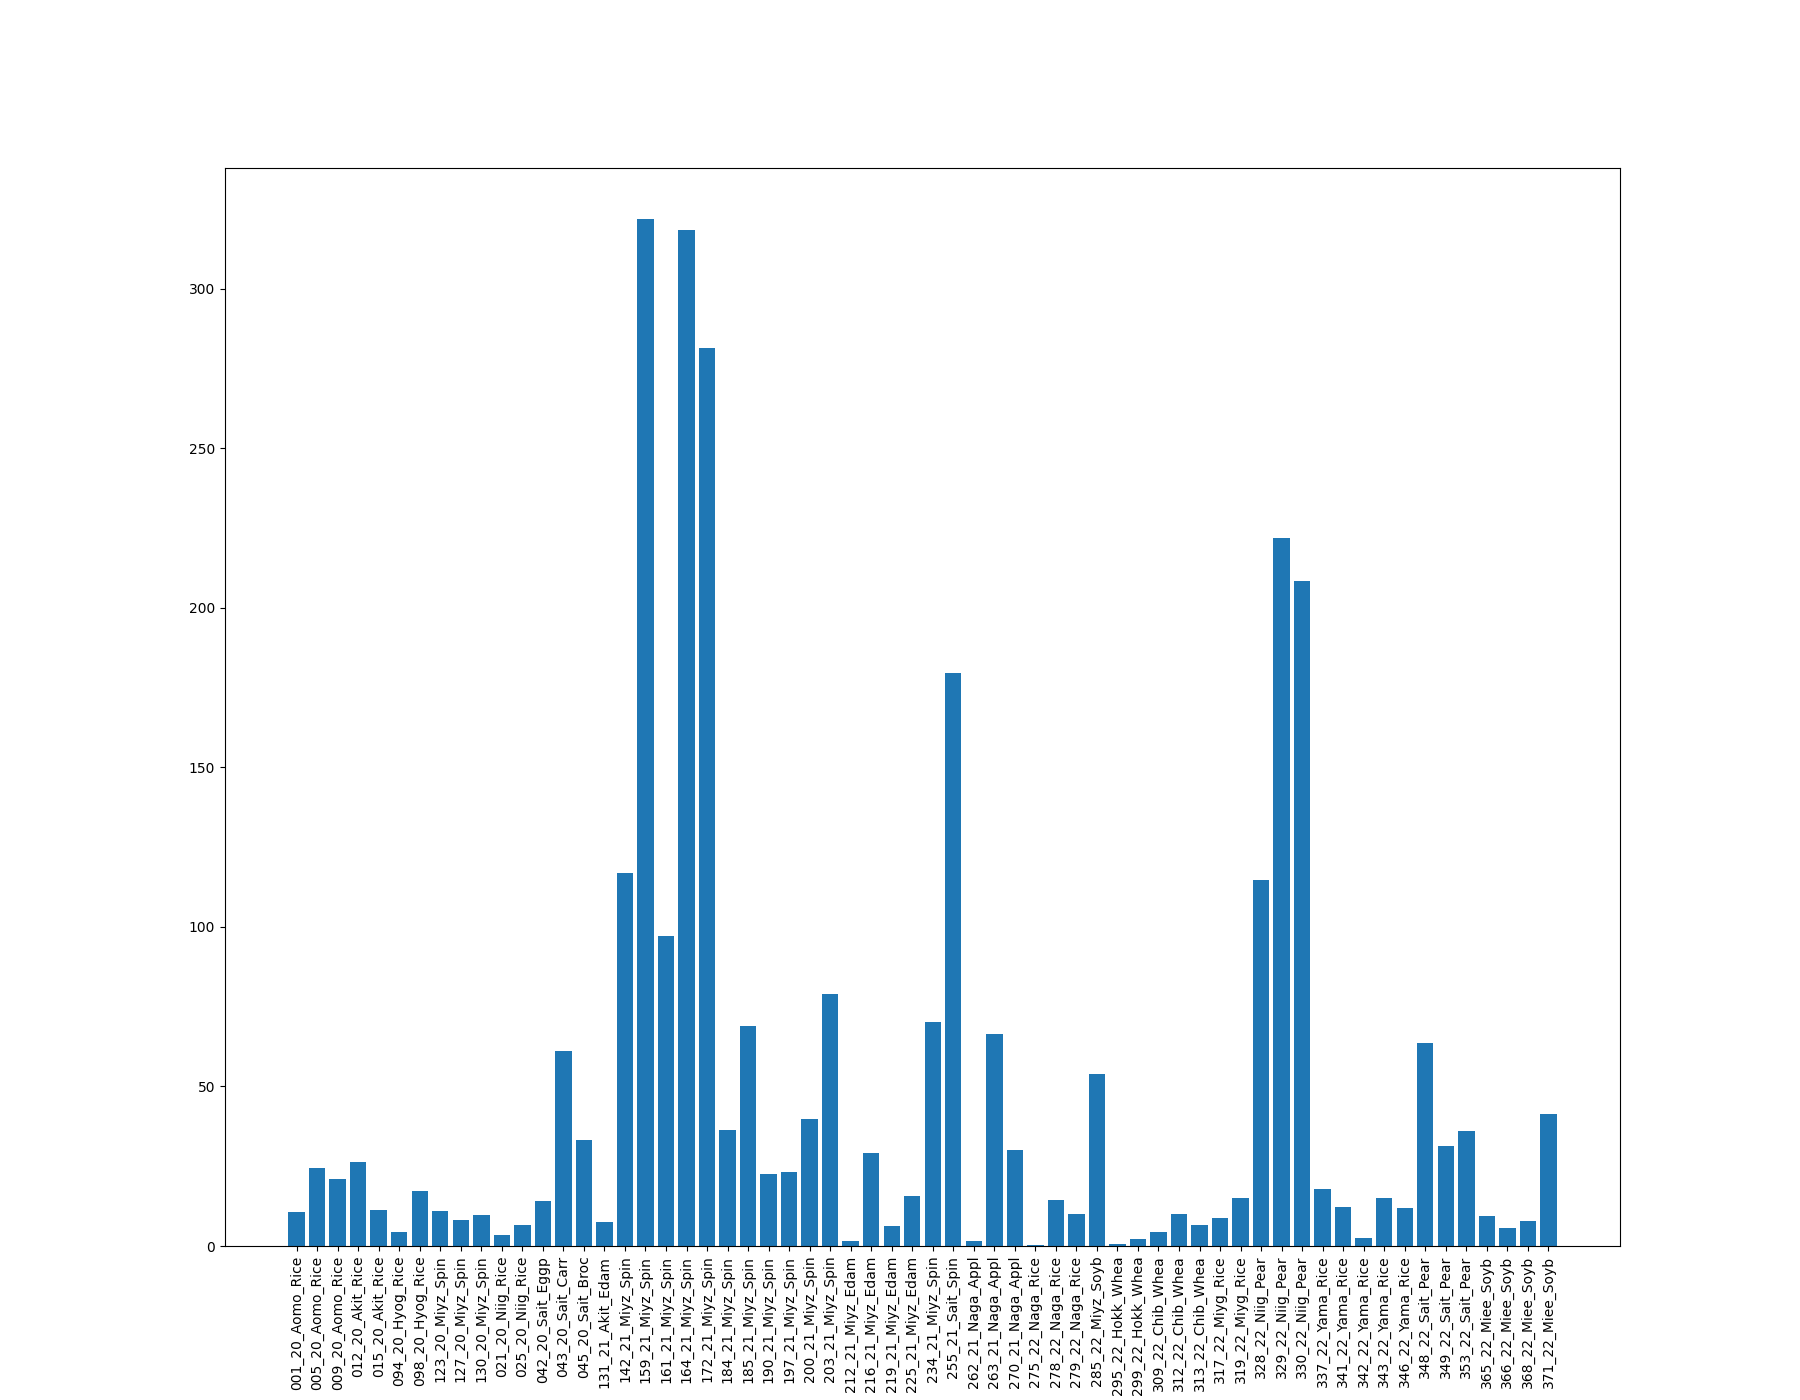 300
250
200
150
100
50
0
001_20_Aomo_Rice
005_20_Aomo_Rice
009_20_Aomo_Rice
012_20_Akit_Rice
015_20_Akit_Rice
094_20_Hyog_Rice
098_20_Hyog_Rice
123_20_Miyz_Spin
127_20_Miyz_Spin
130_20_Miyz_Spin
021_20_Niig_Rice
025_20_Niig_Rice
042_20_Sait_Eggp
043_20_Sait_Carr
045_20_Sait_Broc
131_21_Akit_Edam
142_21_Miyz_Spin
159_21_Miyz_Spin
161_21_Miyz_Spin
164_21_Miyz_Spin
172_21_Miyz_Spin
184_21_Miyz_Spin
185_21_Miyz_Spin
190_21_Miyz_Spin
197_21_Miyz_Spin
200_21_Miyz_Spin
203_21_Miyz_Spin
212_21_Miyz_Edam
216_21_Miyz_Edam
219_21_Miyz_Edam
225_21_Miyz_Edam
234_21_Miyz_Spin
255_21_Sait_Spin
262_21_Naga_Appl
263_21_Naga_Appl
270_21_Naga_Appl
275_22_Naga_Rice
278_22_Naga_Rice
279_22_Naga_Rice
285_22_Miyz_Soyb
295_22_Hokk_Whea
299_22_Hokk_Whea
309_22_Chib_Whea
312_22_Chib_Whea
313_22_Chib_Whea
317_22_Miyg_Rice
319_22_Miyg_Rice
328_22_Niig_Pear
329_22_Niig_Pear
330_22_Niig_Pear
337_22_Yama_Rice
341_22_Yama_Rice
342_22_Yama_Rice
343_22_Yama_Rice
346_22_Yama_Rice
348_22_Sait_Pear
349_22_Sait_Pear
353_22_Sait_Pear
365_22_Miee_Soyb
366_22_Miee_Soyb
368_22_Miee_Soyb
371_22_Miee_Soyb